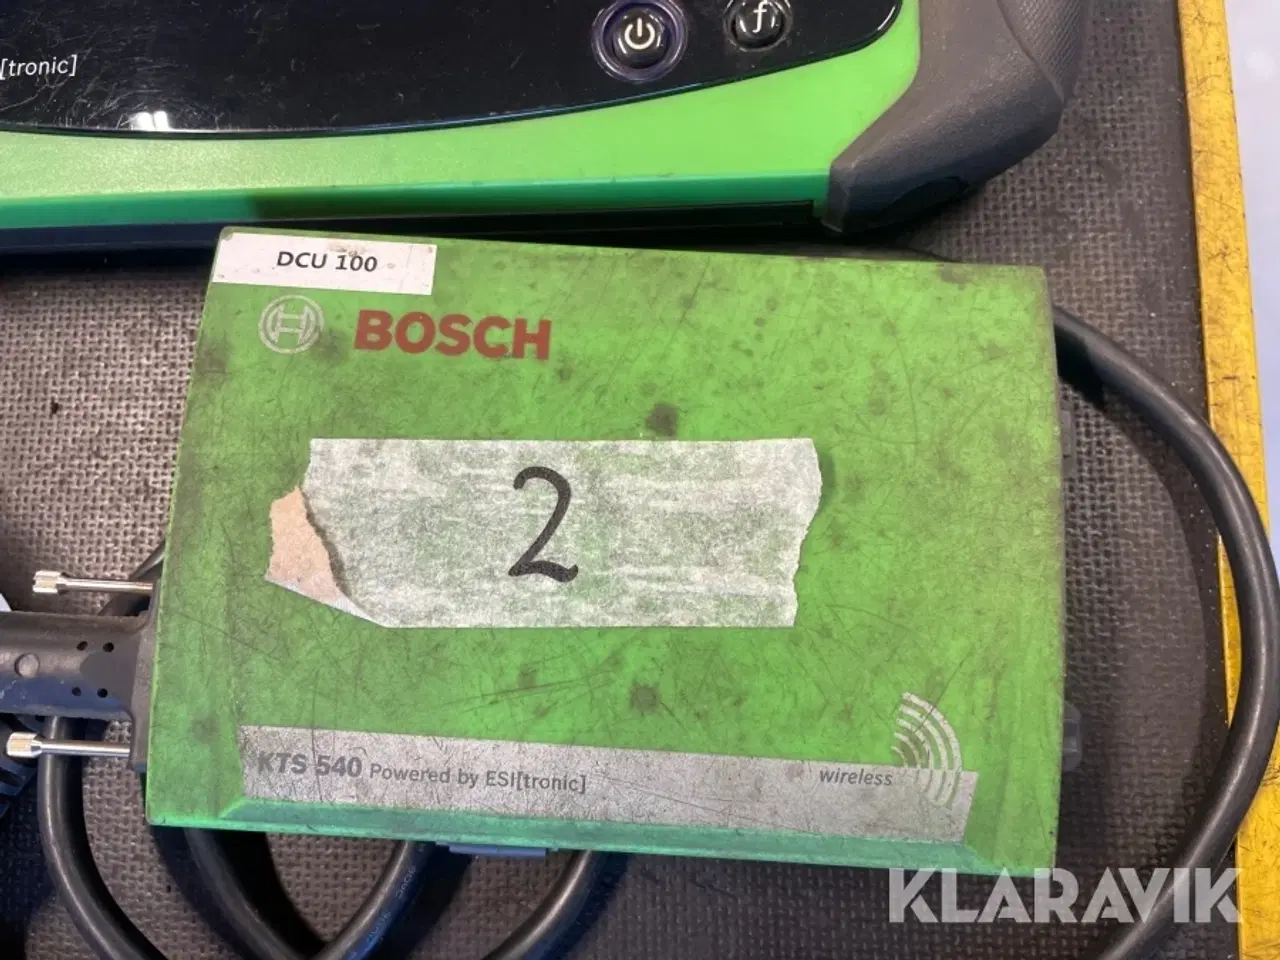 [tronic]
f
DCU 100
BOSCH
2
KTS 540 Powered by ESI[tronic]
wireless
KLARAVIK